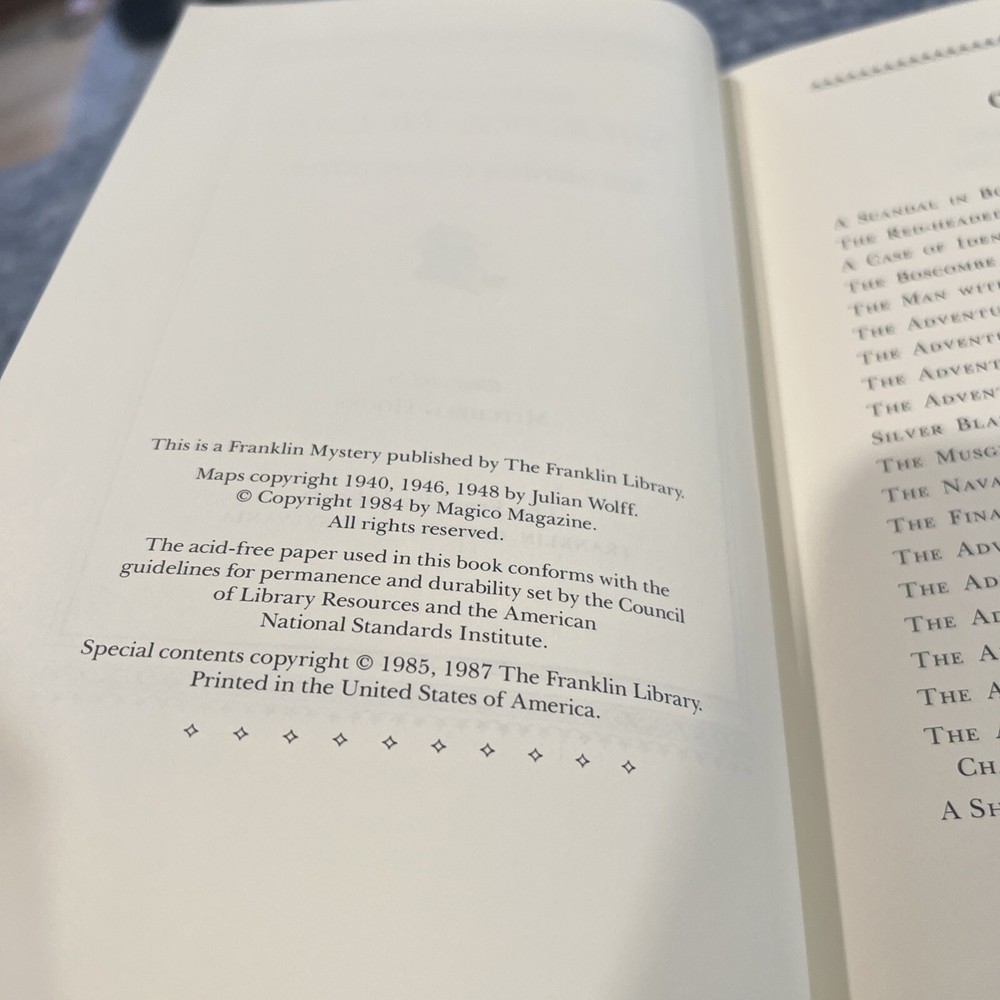 This is a Franklin Mystery published by The Franklin Library.
Maps copyright 1940, 1946, 1948 by Julian Wolff.
© Copyright 1984 by Magico Magazine.
All rights reserved.
The acid-free paper used in this book conforms with the
guidelines for permanence and durability set by the Council
of Library Resources and the American
National Standards Institute.
Special contents copyright © 1985, 1987 The Franklin Library.
Printed in the United States of America.
A SCANDAL IN BO
THE RED-HEADED
A CASE OF IDEN
THE BOSCOMBE
THE MAN WITH
THE ADVENTU
THE ADVENTU
THE ADVENT
THE ADVEN
SILVER BLA
THE MUSG
THE NAVA
THE FINA
THE ADV
THE AD
THE AD
THE A
THE A
THE A
CH
A SH